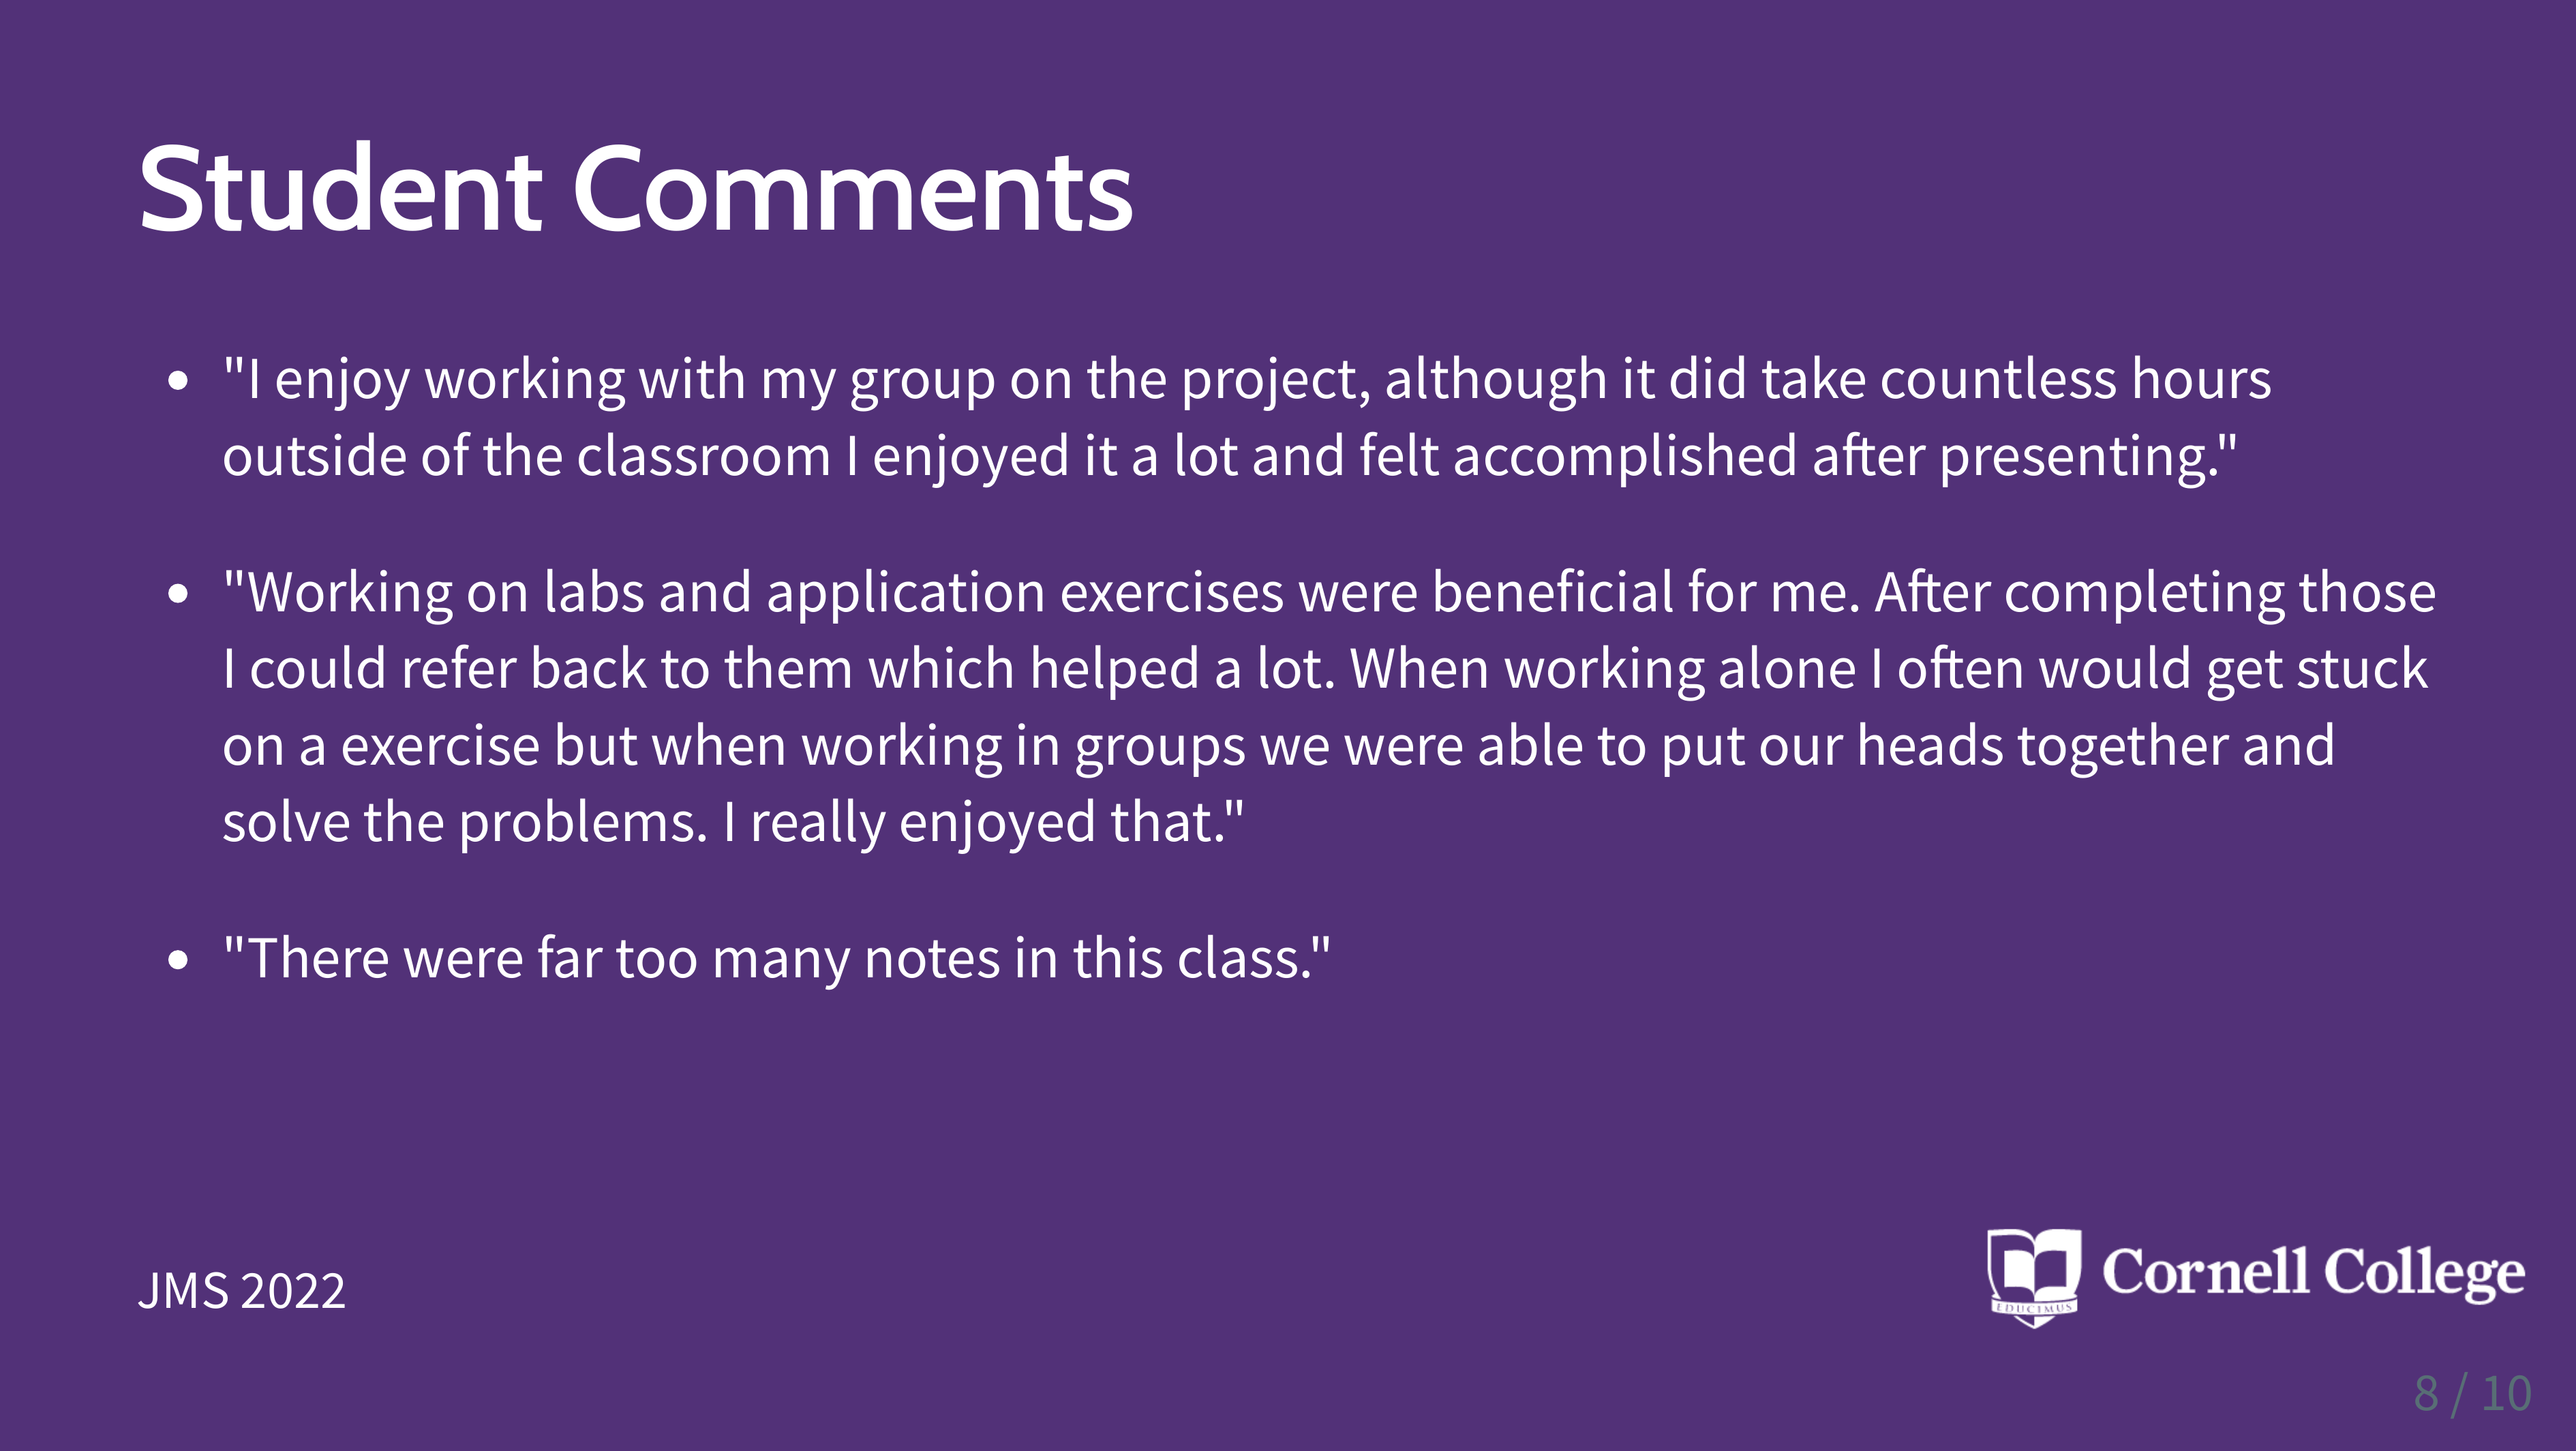 Student Comments
• "I enjoy working with my group on the project, although it did take countless hours
outside of the classroom I enjoyed it a lot and felt accomplished after presenting."
• "Working on labs and application exercises were beneficial for me. After completing those
I could refer back to them which helped a lot. When working alone I often would get stuck
on a exercise but when working in groups we were able to put our heads together and
solve the problems. I really enjoyed that."
• "There were far too many notes in this class."
JMS 2022
EDUCIMUS
Cornell College
8 / 10